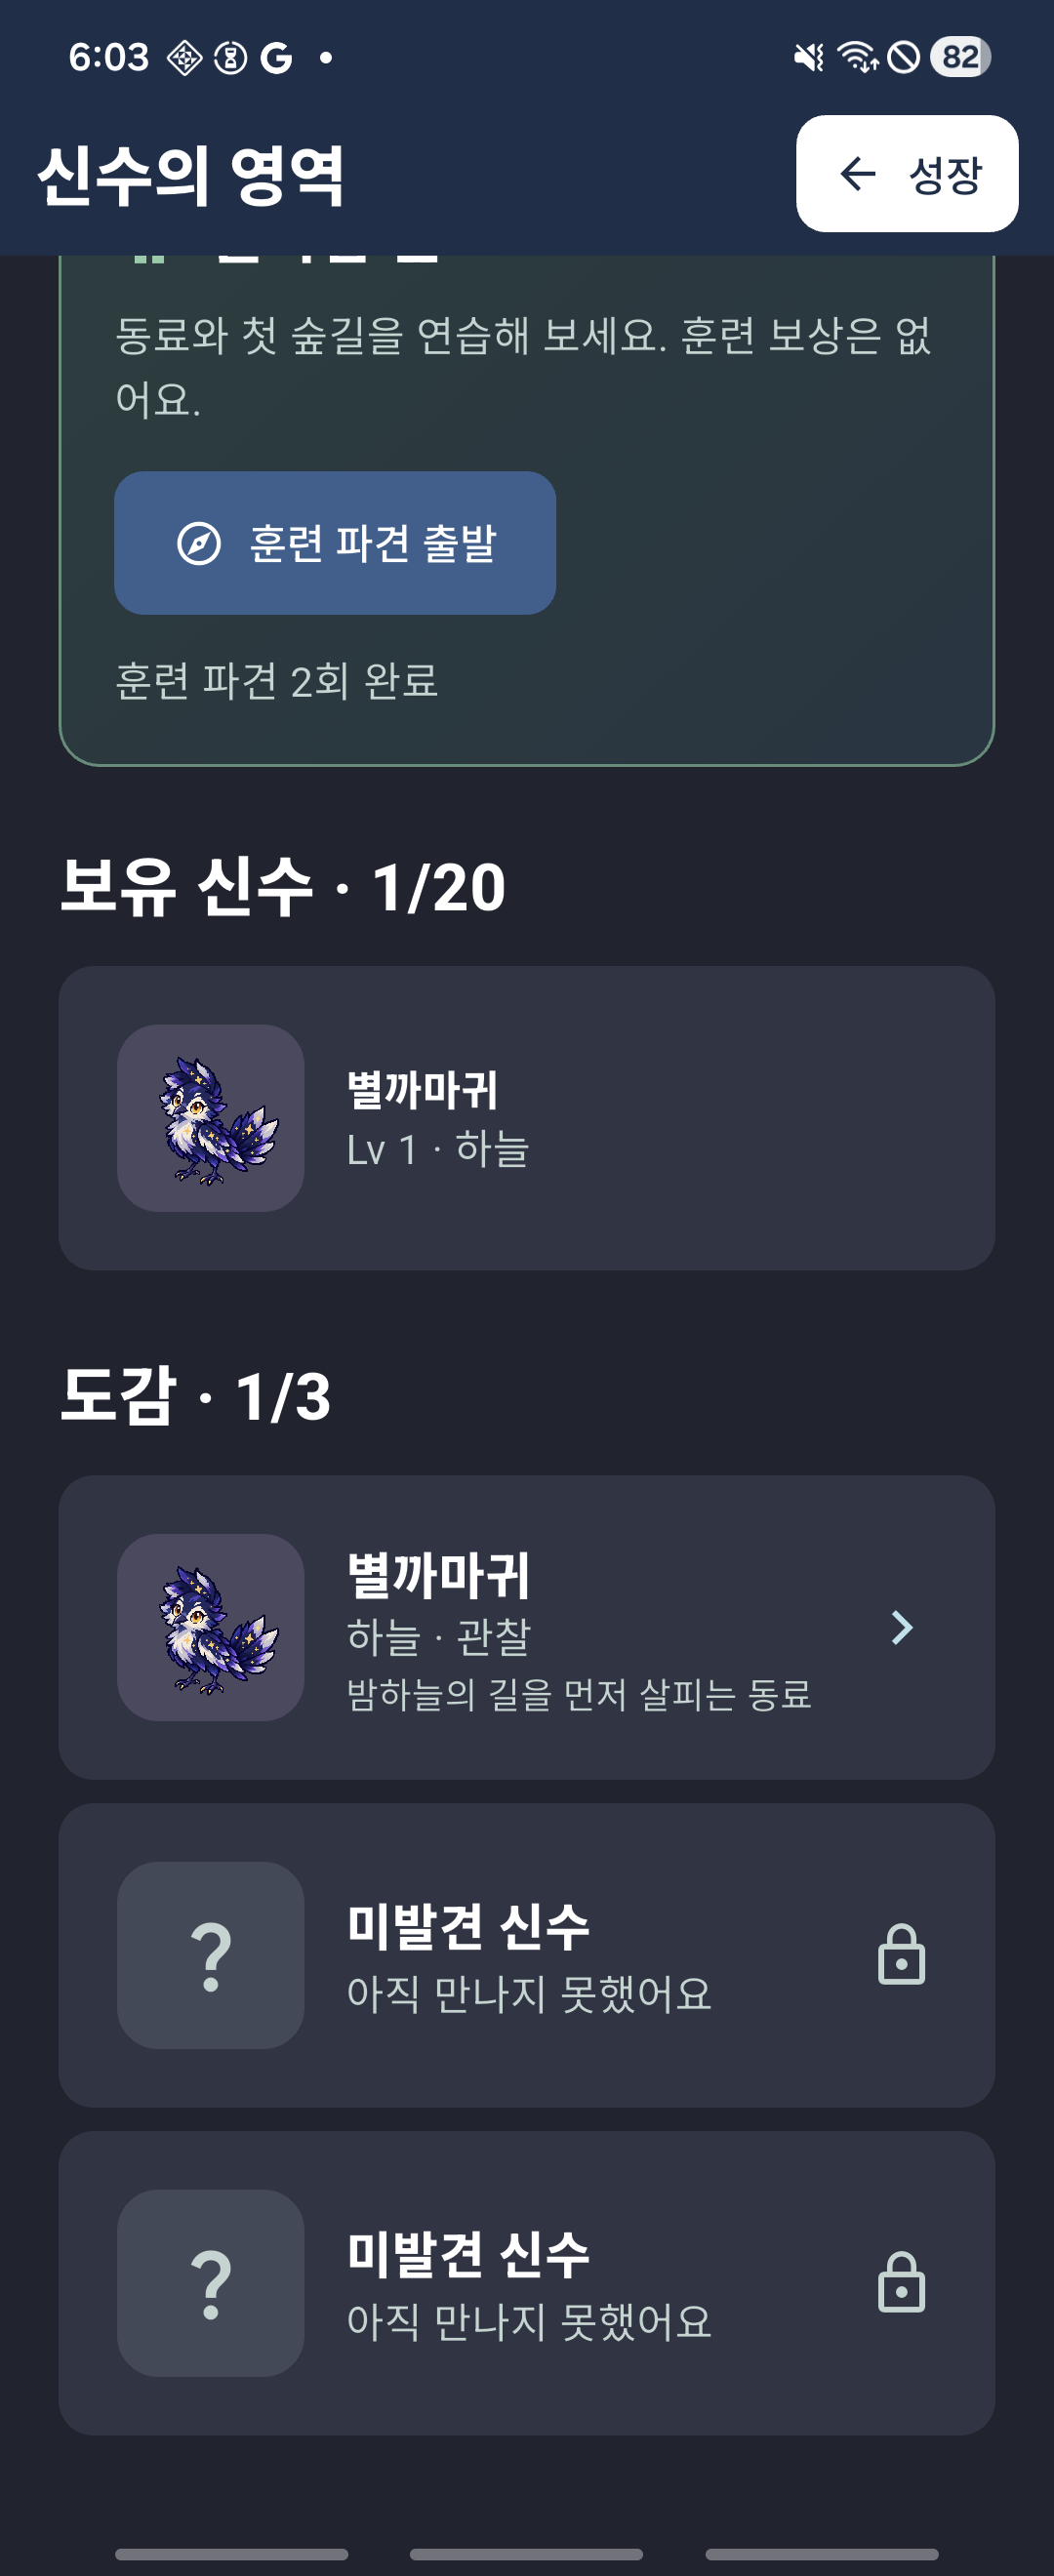 6:03
82
신수의 영역
성장
동료와 첫 숲길을 연습해 보세요. 훈련 보상은 없
어요.
훈련 파견 출발
훈련 파견 2회 완료
보유 신수 · 1/20
별까마귀
Lv 1 · 하늘
도감 · 1/3
별까마귀
하늘 · 관찰
밤하늘의 길을 먼저 살피는 동료
?
미발견 신수
아직 만나지 못했어요
?
미발견 신수
아직 만나지 못했어요